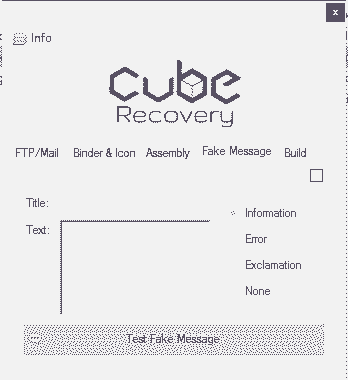 x
Info
cube
Recovery
FTP/Mail Binder & Icon Assembly Fake Message Build
Title:
Information
Text:
Error
Exclamation
None
Test Fake Message